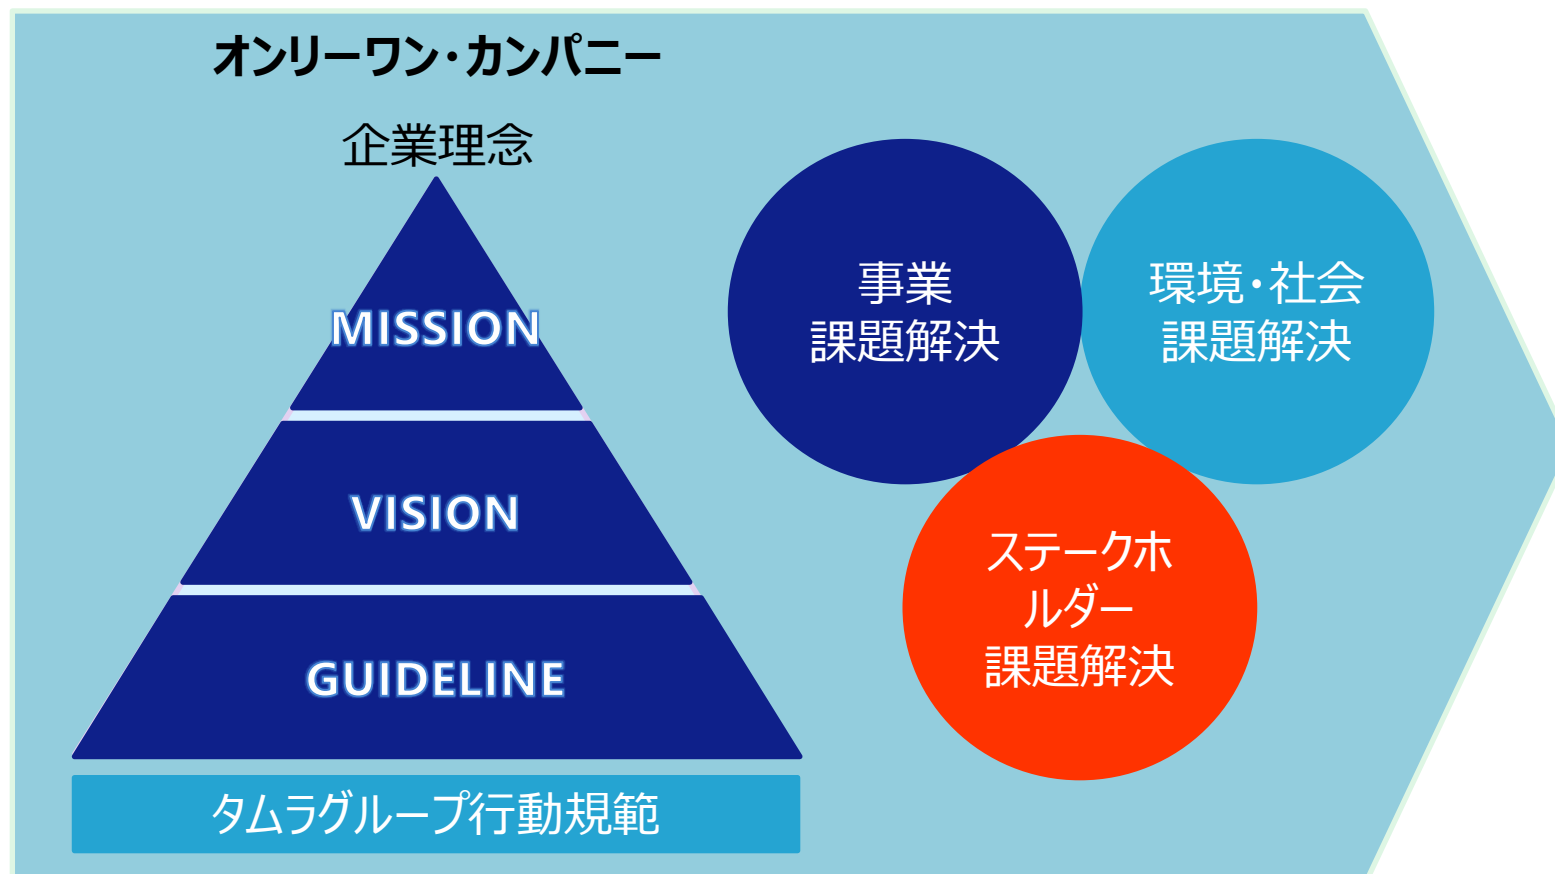 オンリーワン・カンパニー
企業理念
MISSION
VISION
GUIDELINE
タムラグループ行動規範
事業
課題解決
環境・社会
課題解決
ステークホ
ルダー
課題解決